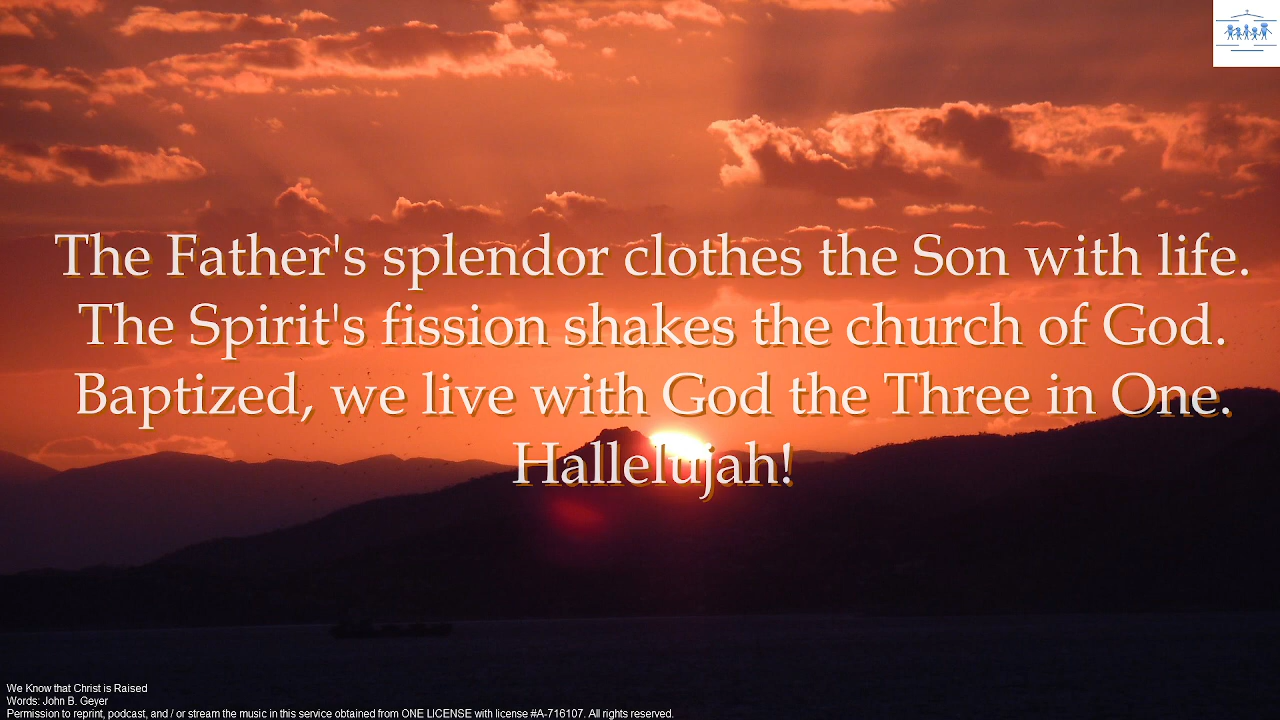 The Father's splendor clothes the Son with life.
The Spirit's fission shakes the church of God.
Baptized, we live with God the Three in One.
Hallelujah!
We Know that Christ is Raised
Words: John B. Geyer
Permission to reprint, podcast, and / or stream the music in this service obtained from ONE LICENSE with license #A-716107. All rights reserved.